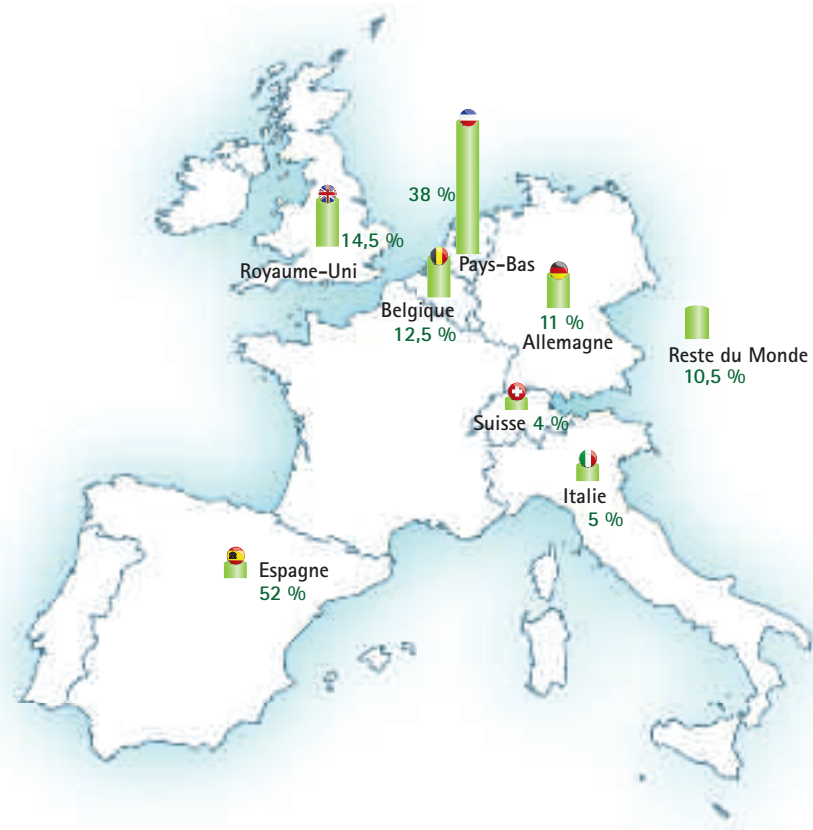 38 %
14,5 %
Royaume-Uni
Pays-Bas
Belgique
12,5 %
11 %
Allemagne
Reste du Monde
10,5 %
Suisse 4 %
Italie
5 %
Espagne
52 %